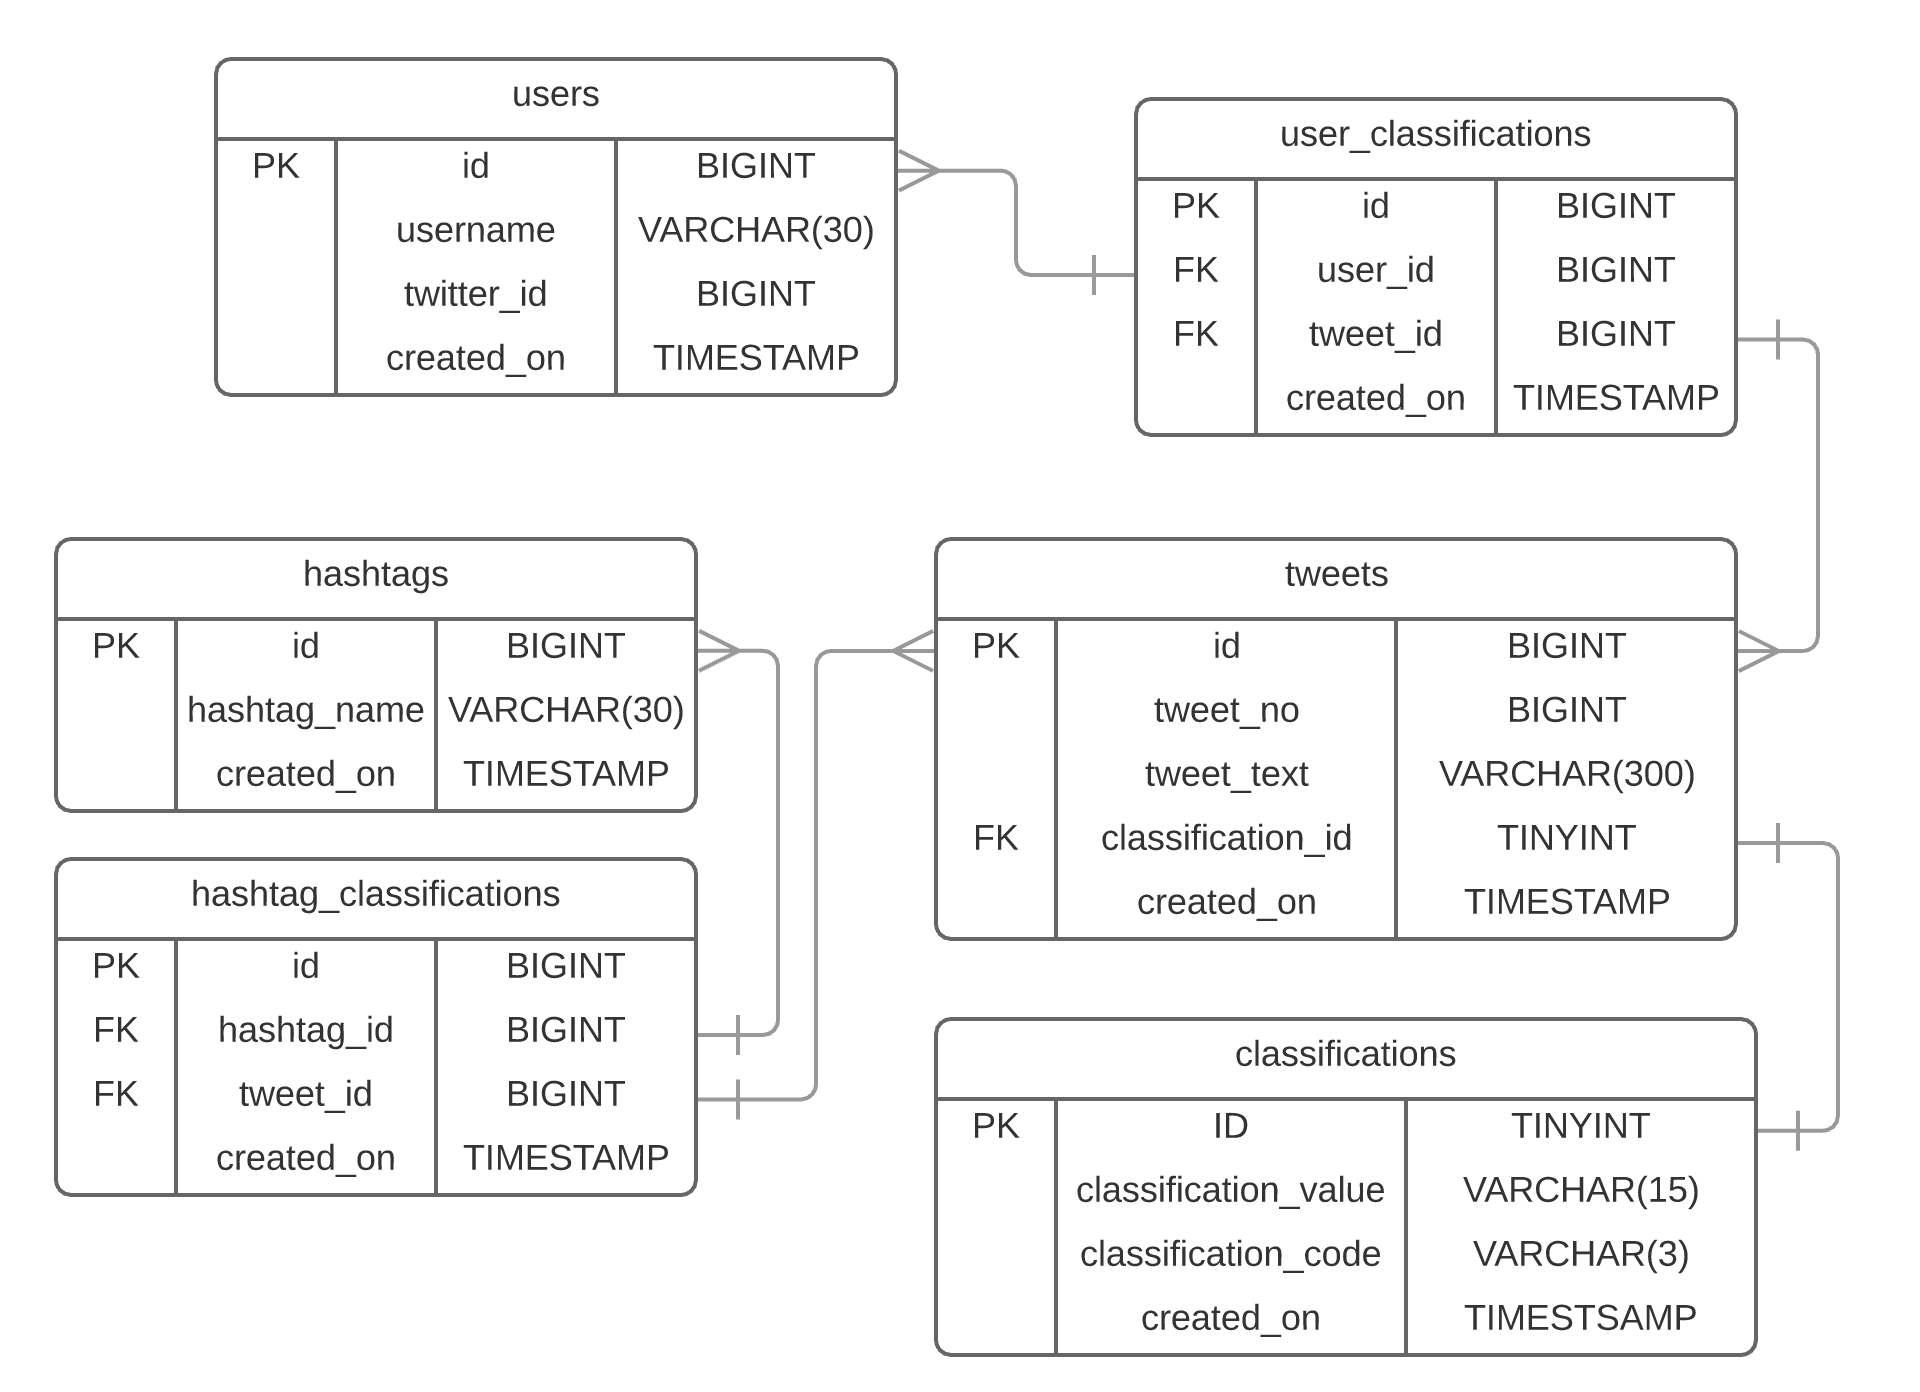 users
PK id BIGINT
username VARCHAR(30)
twitter_id BIGINT
created_on TIMESTAMP
user_classifications
PK id BIGINT
FK user_id BIGINT
FK tweet_id BIGINT
created_on TIMESTAMP
hashtags
PK id BIGINT
hashtag_name VARCHAR(30)
created_on TIMESTAMP
tweets
PK id BIGINT
tweet_no BIGINT
tweet_text VARCHAR(300)
FK classification_id TINYINT
created_on TIMESTAMP
hashtag_classifications
PK id BIGINT
FK hashtag_id BIGINT
FK tweet_id BIGINT
created_on TIMESTAMP
classifications
PK ID TINYINT
classification_value VARCHAR(15)
classification_code VARCHAR(3)
created_on TIMESTSAMP